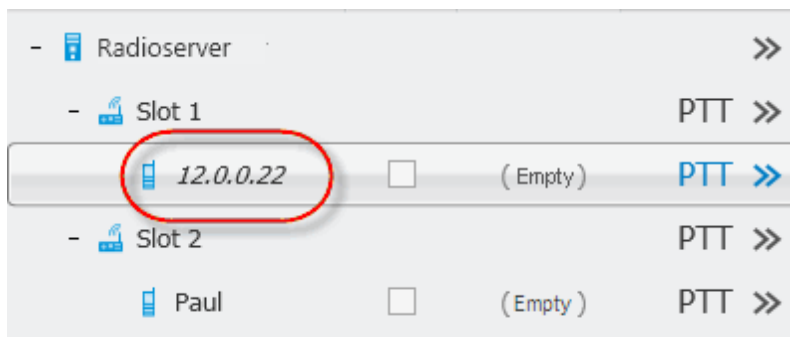 - Radioserver »
- Slot 1 PTT »
12.0.0.22 (Empty) PTT »
- Slot 2 PTT »
Paul (Empty) PTT »